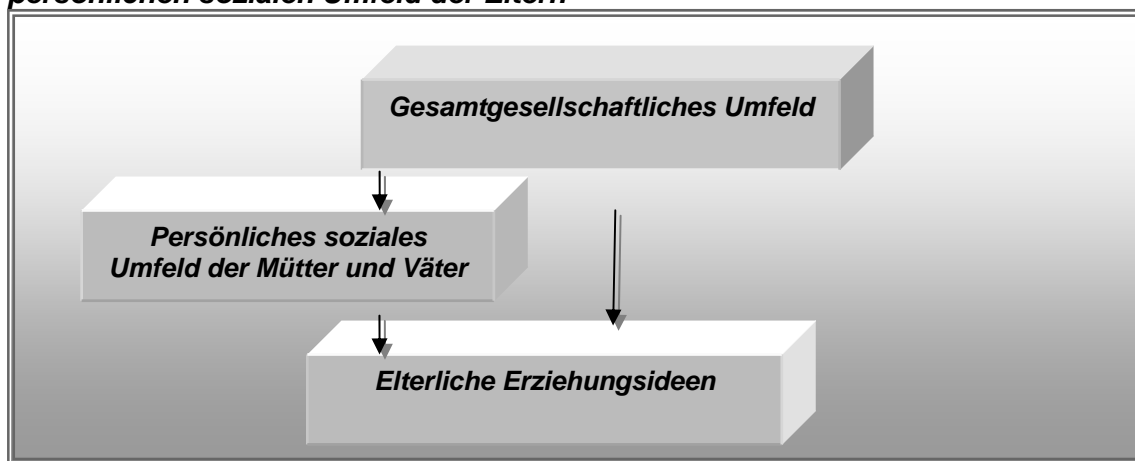 persönlichen sozialen Umfeld der Eltern
Gesamtgesellschaftliches Umfeld
Persönliches soziales
Umfeld der Mütter und Väter
Elterliche Erziehungsideen